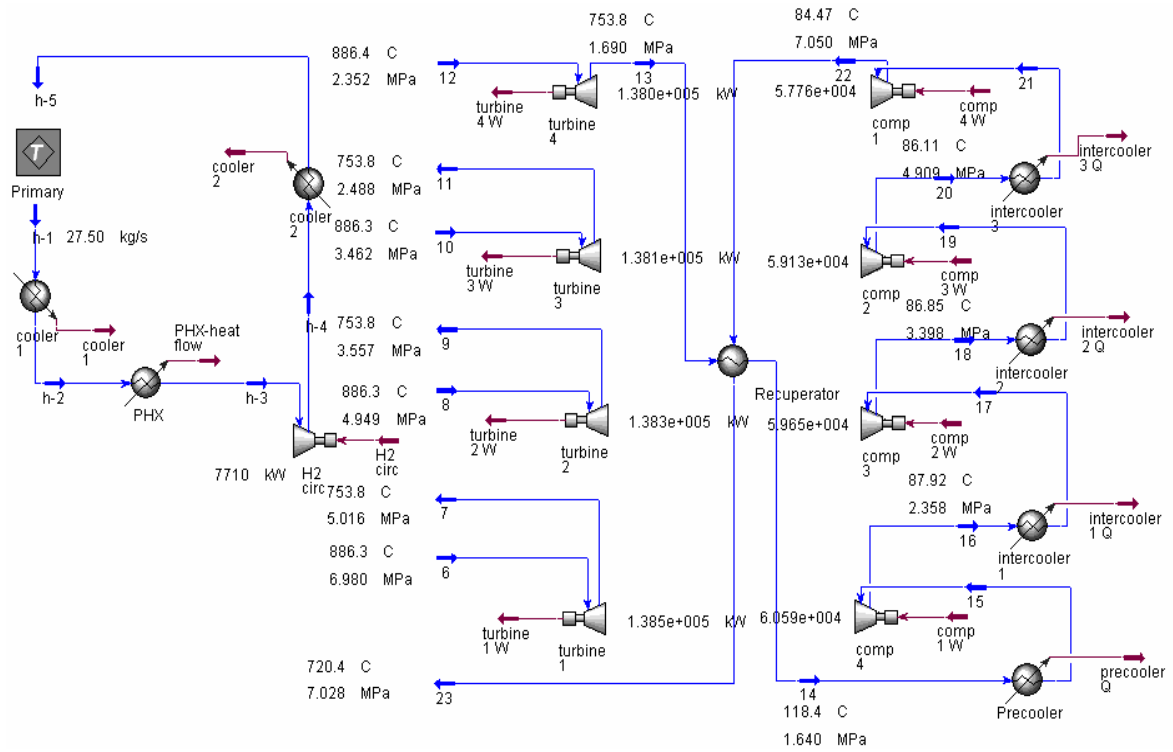 h-5
T
Primary
h-1
27.50 kg/s
cooler
1
cooler
1
h-2
PHX-heat
flow
PHX
h-3
cooler
2
cooler
2
h-4
7710 kW
H2
circ
H2
circ
886.4 C
2.352 MPa
12
turbine
4 W
turbine
4
753.8 C
1.690 MPa
13
1.380e+005 kW
753.8 C
2.488 MPa
11
886.3 C
3.462 MPa
10
turbine
3 W
turbine
3
1.381e+005 kW
753.8 C
3.557 MPa
9
886.3 C
4.949 MPa
8
turbine
2 W
turbine
2
1.383e+005 kW
753.8 C
5.016 MPa
7
886.3 C
6.980 MPa
6
turbine
1 W
turbine
1
1.385e+005 kW
720.4 C
7.028 MPa
23
Recuperator
84.47 C
7.050 MPa
22
21
5.776e+004
comp
1
comp
4 W
86.11 C
4.909 MPa
20
intercooler
3
intercooler
3 Q
19
5.913e+004
comp
2
comp
3 W
86.85 C
3.398 MPa
18
intercooler
2
intercooler
2 Q
17
5.965e+004
comp
3
comp
2 W
87.92 C
2.358 MPa
16
intercooler
1
intercooler
1 Q
15
6.059e+004
comp
4
comp
1 W
14
118.4 C
1.640 MPa
Precooler
precooler
Q